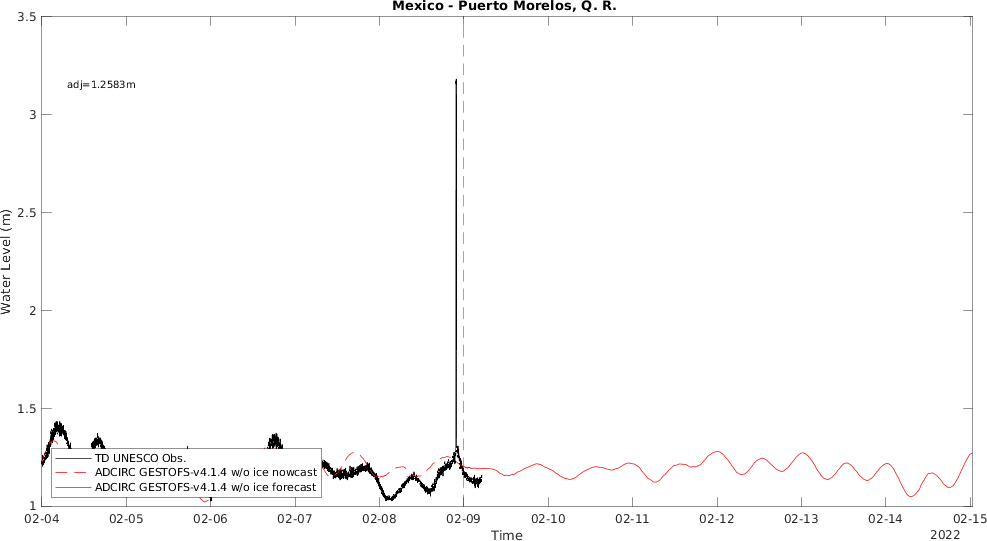 Mexico - Puerto Morelos, Q. R.
3.5
adj=1.2583m
3
2.5
Water Level (m)
2
1.5
TD UNESCO Obs.
ADCIRC GESTOFS-v4.1.4 w/o ice nowcast
ADCIRC GESTOFS-v4.1.4 w/o ice forecast
1
02-04 02-05 02-06 02-07 02-08 02-09 02-10 02-11 02-12 02-13 02-14 02-15
Time
2022